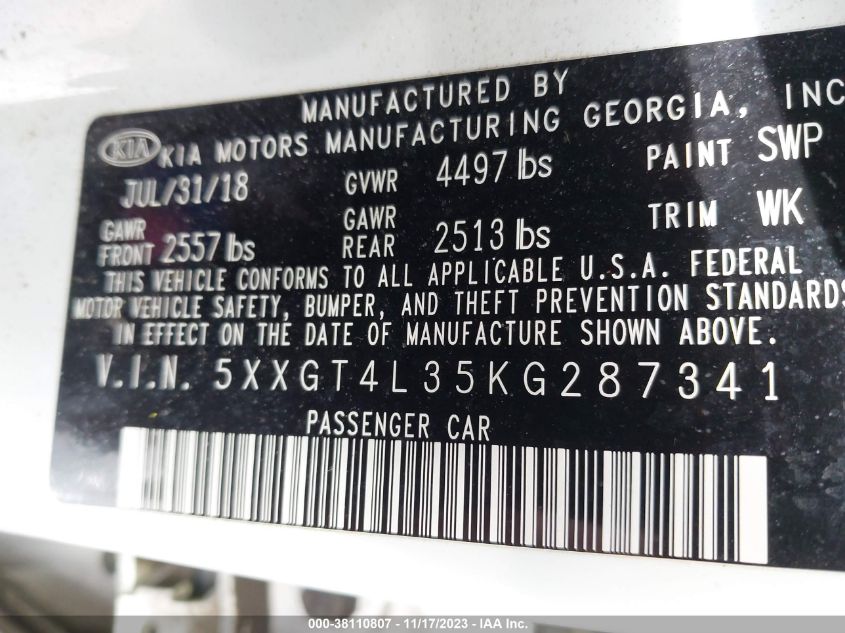 MANUFACTURED BY
KIA KIA MOTORS MANUFACTURING GEORGIA, INC
JUL/31/18 GVWR 4497 lbs PAINT SWP
GAWR FRONT 2557 lbs GAWR REAR 2513 lbs TRIM WK
THIS VEHICLE CONFORMS TO ALL APPLICABLE U.S.A. FEDERAL
MOTOR VEHICLE SAFETY, BUMPER, AND THEFT PREVENTION STANDARDS
IN EFFECT ON THE DATE OF MANUFACTURE SHOWN ABOVE.
V.I.N. 5XXGT4L35KG287341
PASSENGER CAR
000-38110807 - 11/17/2023 - IAA Inc.